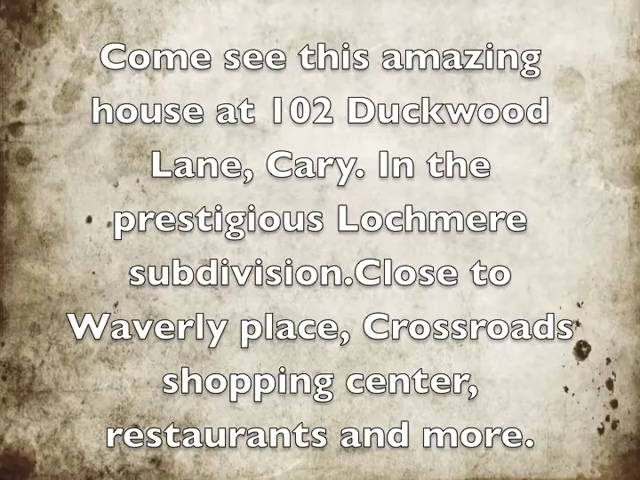 Come see this amazing
house at 102 Duckwood
Lane, Cary. In the
prestigious Lochmere
subdivision.Close to
Waverly place, Crossroads
shopping center,
restaurants and more.